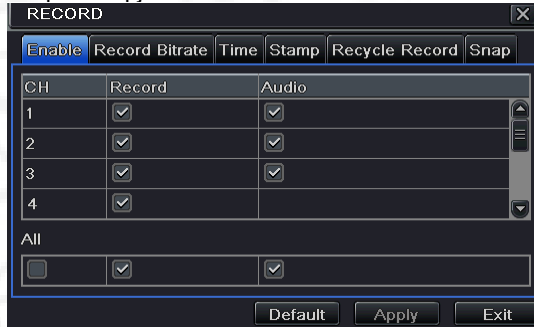 RECORD
Enable Record Bitrate Time Stamp Recycle Record Snap
CH Record Audio
1
2
3
4
All
Default Apply Exit